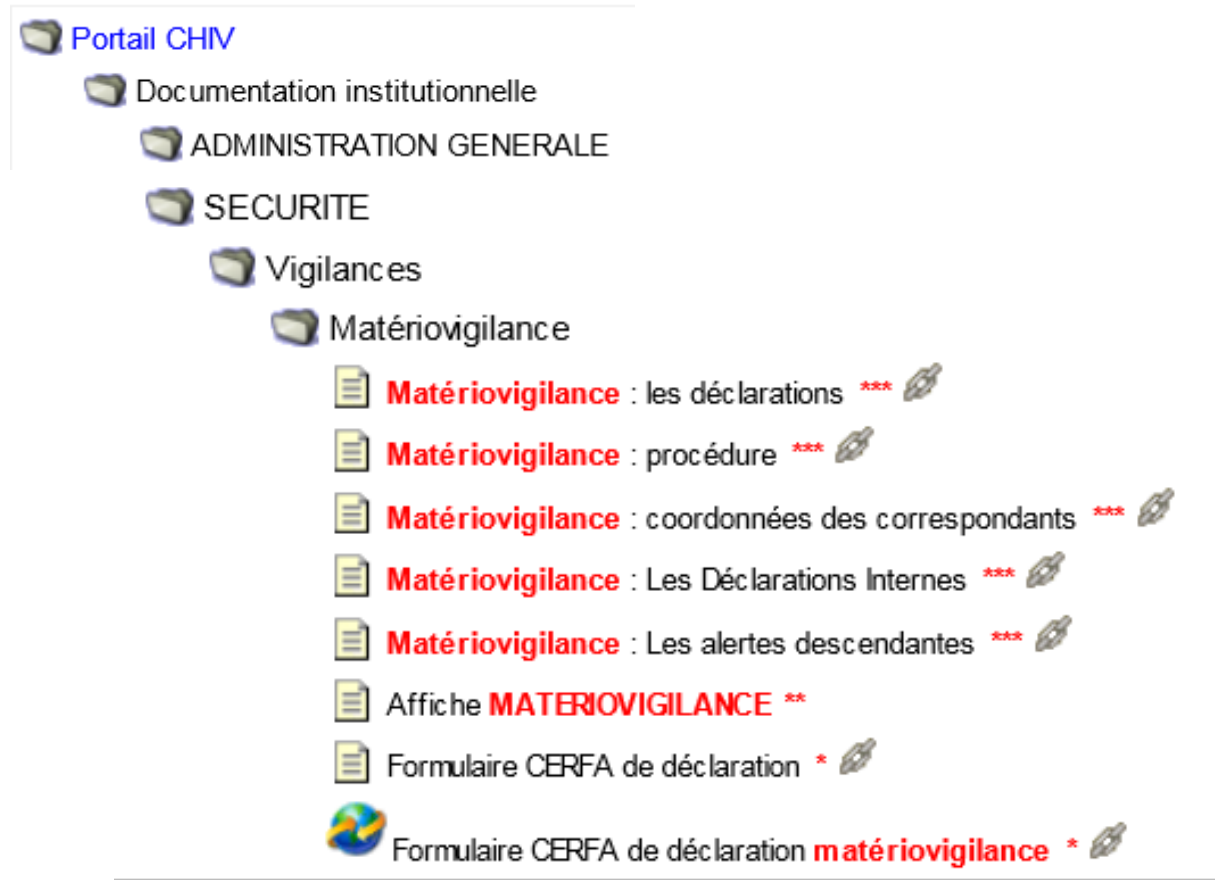 Portail CHIV
Documentation institutionnelle
ADMINISTRATION GENERALE
SECURITE
Vigilances
Matériovigilance
Matériovigilance : les déclarations ***
Matériovigilance : procédure ***
Matériovigilance : coordonnées des correspondants ***
Matériovigilance : Les Déclarations Internes ***
Matériovigilance : Les alertes descendantes ***
Affiche MATERIOVIGILANCE **
Formulaire CERFA de déclaration *
Formulaire CERFA de déclaration matériovigilance *